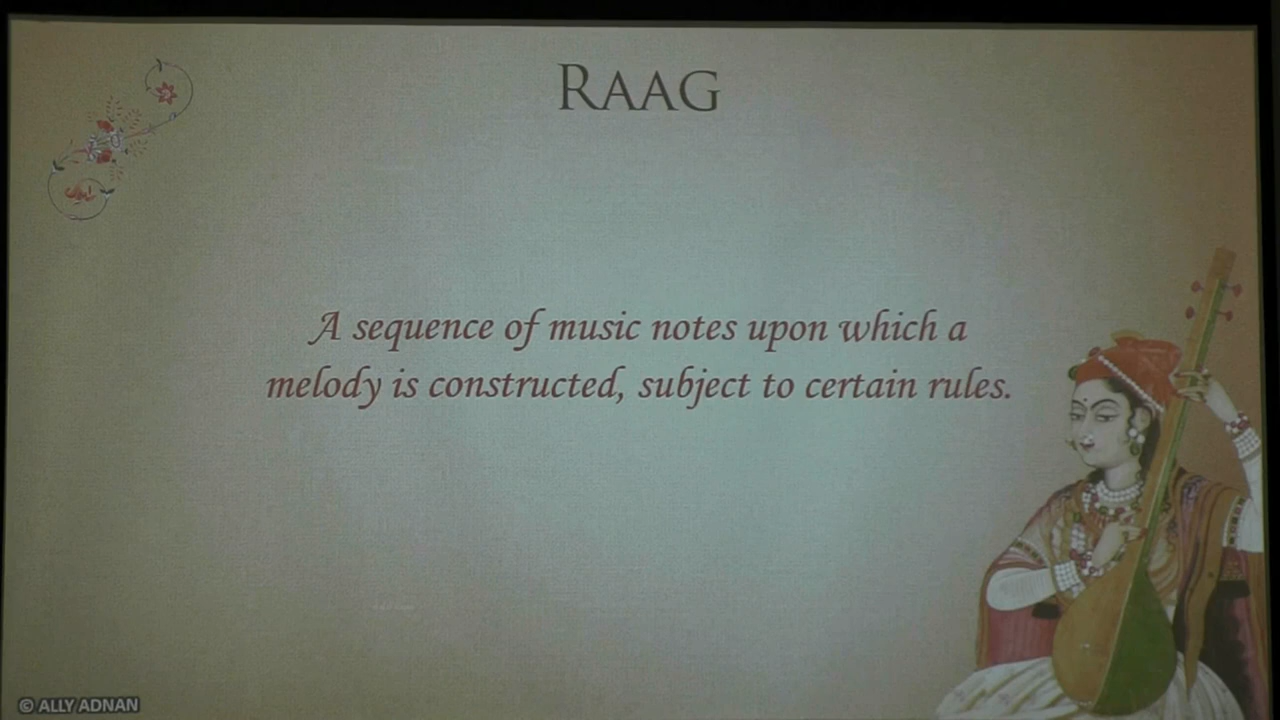 RAAG
A sequence of music notes upon which a
melody is constructed, subject to certain rules.
© ALLY ADNAN